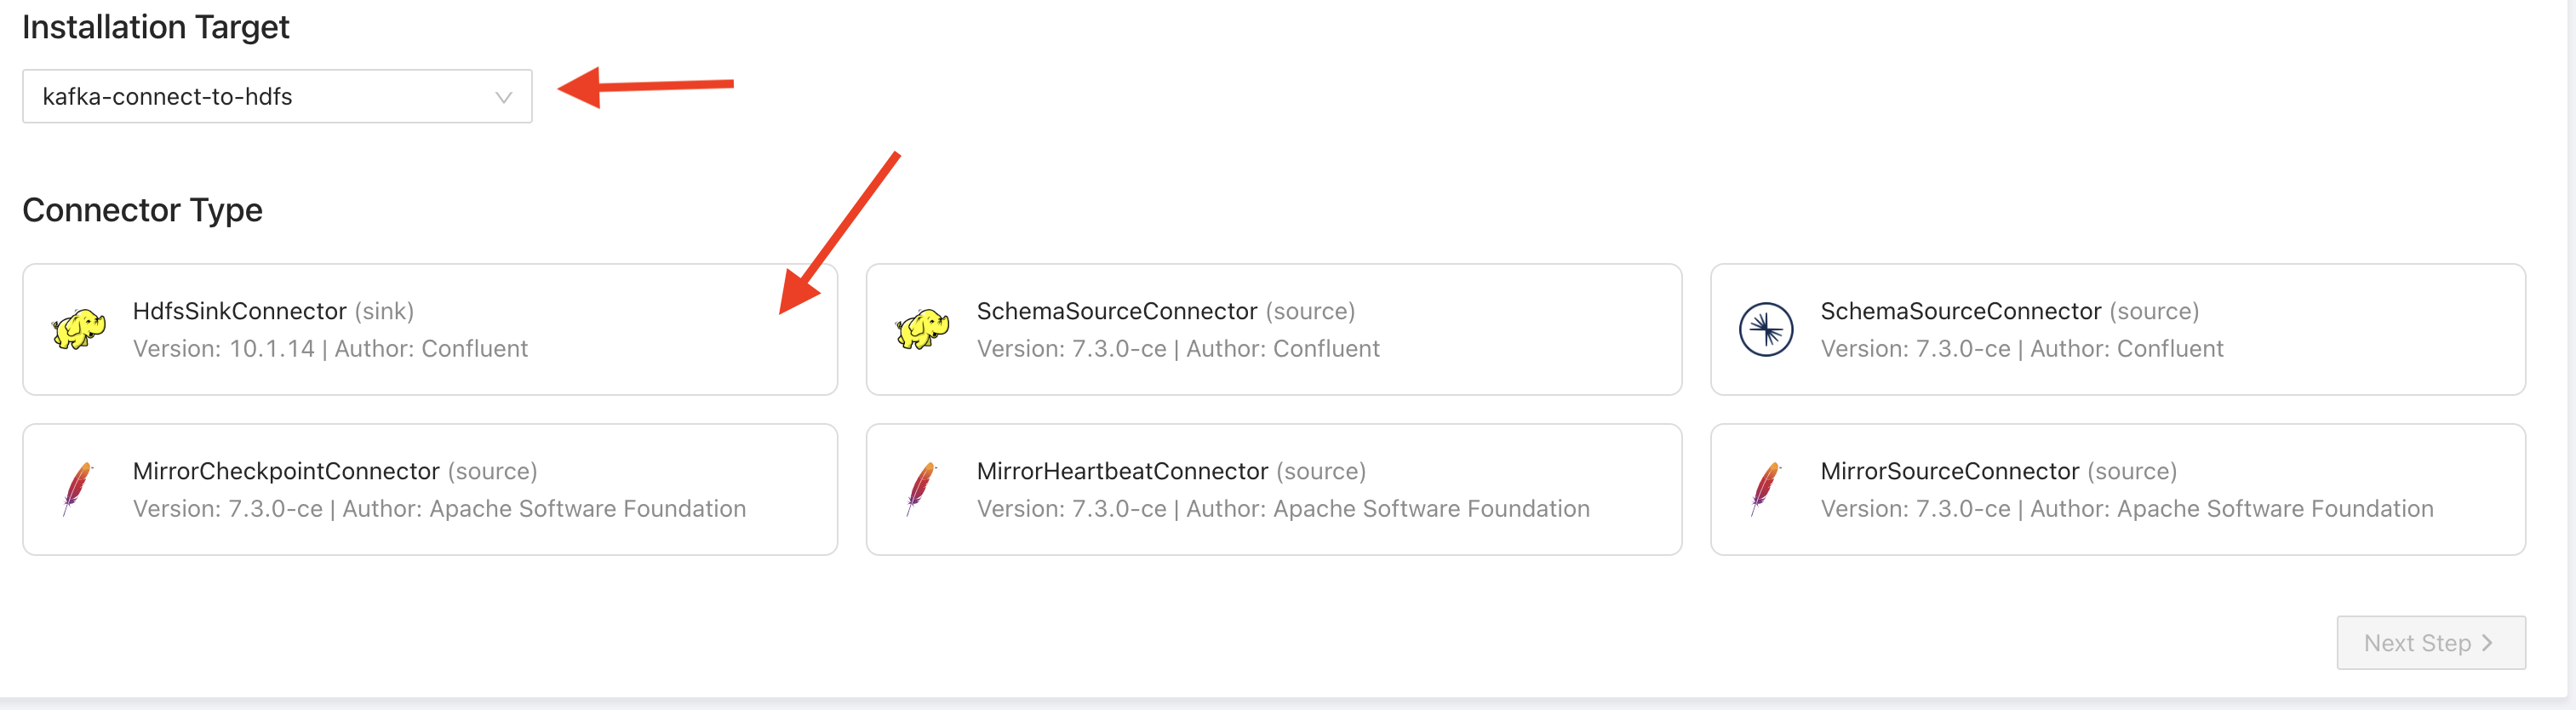 Installation Target
kafka-connect-to-hdfs
Connector Type
HdfsSinkConnector (sink)
Version: 10.1.14 | Author: Confluent
SchemaSourceConnector (source)
Version: 7.3.0-ce | Author: Confluent
SchemaSourceConnector (source)
Version: 7.3.0-ce | Author: Confluent
MirrorCheckpointConnector (source)
Version: 7.3.0-ce | Author: Apache Software Foundation
MirrorHeartbeatConnector (source)
Version: 7.3.0-ce | Author: Apache Software Foundation
MirrorSourceConnector (source)
Version: 7.3.0-ce | Author: Apache Software Foundation
Next Step